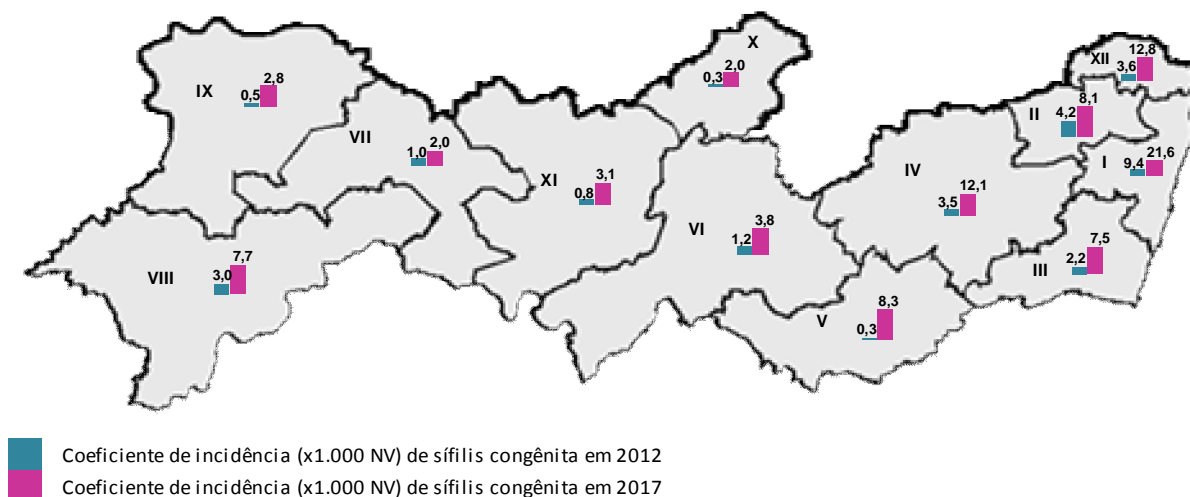 X
2,0
0,3
XII
12,8
3,6
IX
2,8
0,5
II
8,1
4,2
VII
2,0
1,0
I
21,6
9,4
XI
3,1
0,8
IV
12,1
3,5
VI
3,8
1,2
III
7,5
2,2
VIII
7,7
3,0
V
8,3
0,3
Coeficiente de incidência (x1.000 NV) de sífilis congênita em 2012
Coeficiente de incidência (x1.000 NV) de sífilis congênita em 2017